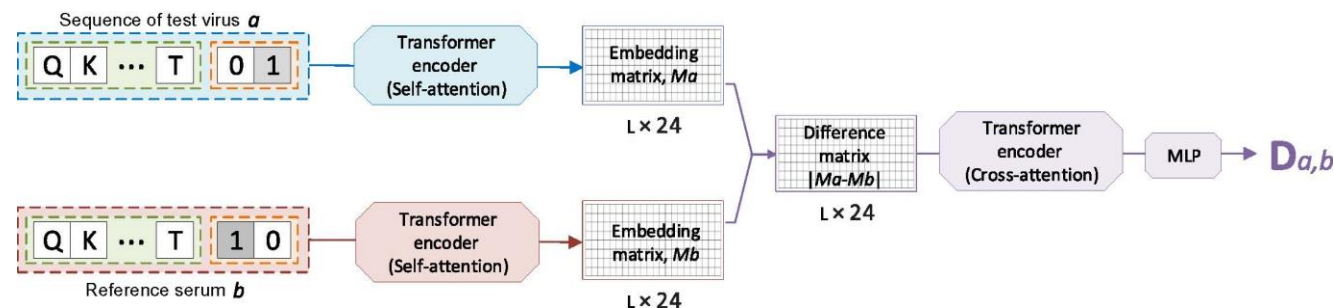 Sequence of test virus a
Q K ... T 0 1
Transformer
encoder
(Self-attention)
Embedding
matrix, Ma
L × 24
Difference
matrix
|Ma-Mb|
L × 24
Transformer
encoder
(Cross-attention)
MLP
Da,b
Q K ... T 1 0
Reference serum b
Transformer
encoder
(Self-attention)
Embedding
matrix, Mb
L × 24